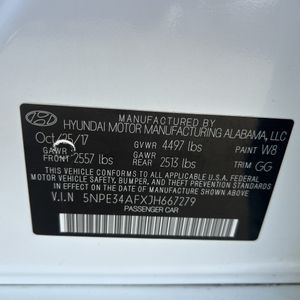 MANUFACTURED BY
HYUNDAI MOTOR MANUFACTURING ALABAMA, LLC
Oct/25/17 GVWR 4497 lbs PAINT W8
GAWR FRONT 2557 lbs GAWR REAR 2513 lbs TRIM GG
THIS VEHICLE CONFORMS TO ALL APPLICABLE U.S. FEDERAL
MOTOR VEHICLE SAFETY, BUMPER, AND THEFT PREVENTION
STANDARDS IN EFFECT ON THE DATE OF MANUFACTURE SHOWN ABOVE.
V.I.N 5NPE34AFXJH667279
PASSENGER CAR